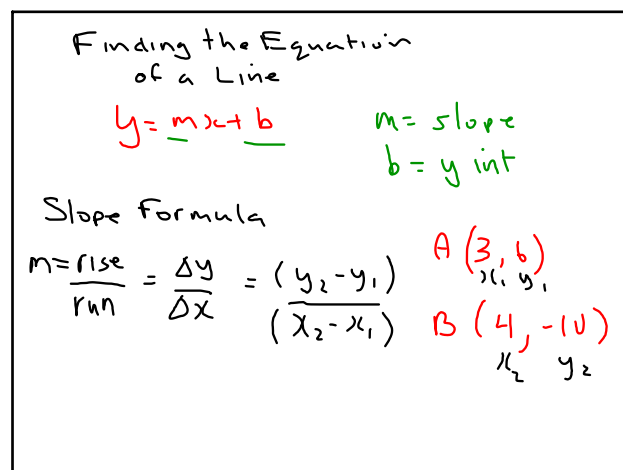 Finding the Equation
of a Line
y = mx + b
m = slope
b = y int
Slope Formula
m = rise/run = Δy/Δx = (y₂ - y₁)/(x₂ - x₁)
A (3, 6)
x₁ y₁
B (4, -10)
x₂ y₂